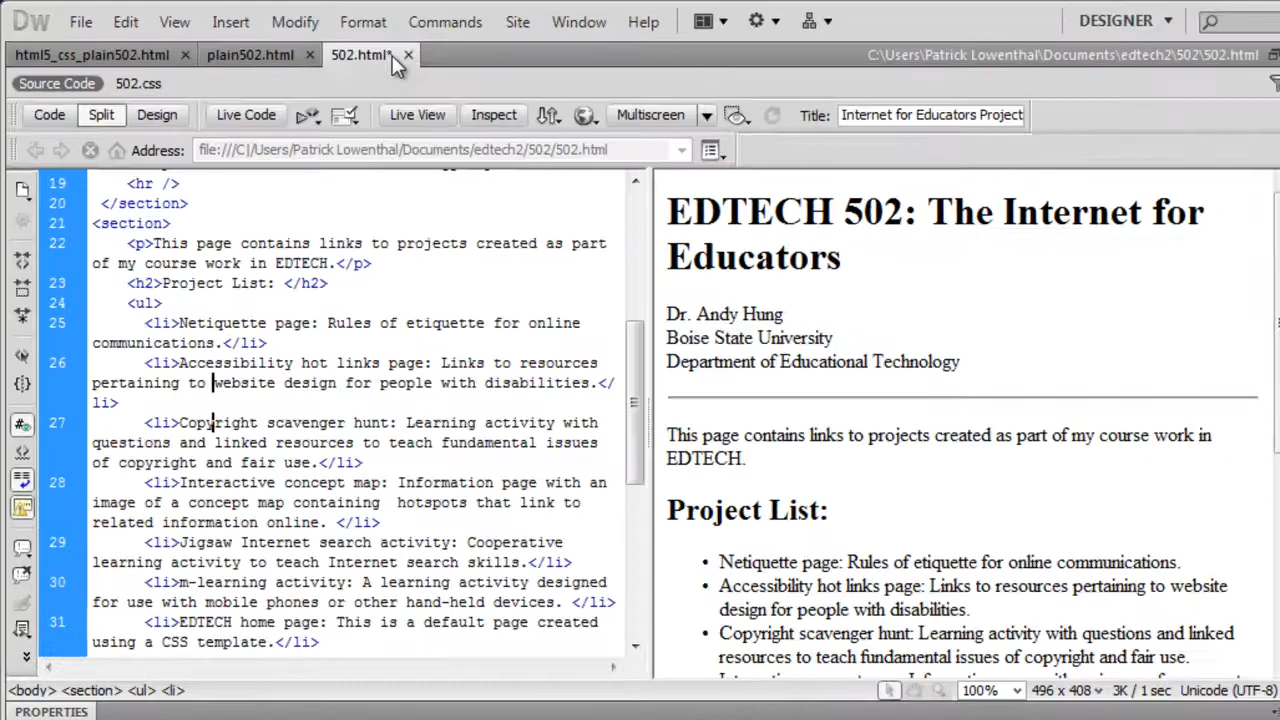 Dw File Edit View Insert Modify Format Commands Site Window Help DESIGNER
html5_css_plain502.html plain502.html 502.html* C:\Users\Patrick Lowenthal\Documents\edtech2\502\502.html
Source Code 502.css
Code Split Design Live Code Live View Inspect Multiscreen Title: Internet for Educators Project
Address: file:///C|/Users/Patrick Lowenthal/Documents/edtech2/502/502.html
19 <hr />
20 </section>
21 <section>
22 <p>This page contains links to projects created as part
of my course work in EDTECH.</p>
23 <h2>Project List: </h2>
24 <ul>
25 <li>Netiquette page: Rules of etiquette for online
communications.</li>
26 <li>Accessibility hot links page: Links to resources
pertaining to website design for people with disabilities.</
li>
27 <li>Copyright scavenger hunt: Learning activity with
questions and linked resources to teach fundamental issues
of copyright and fair use.</li>
28 <li>Interactive concept map: Information page with an
image of a concept map containing  hotspots that link to
related information online. </li>
29 <li>Jigsaw Internet search activity: Cooperative
learning activity to teach Internet search skills.</li>
30 <li>m-learning activity: A learning activity designed
for use with mobile phones or other hand-held devices. </li>
31 <li>EDTECH home page: This is a default page created
using a CSS template.</li>
EDTECH 502: The Internet for
Educators
Dr. Andy Hung
Boise State University
Department of Educational Technology
This page contains links to projects created as part of my course work in
EDTECH.
Project List:
• Netiquette page: Rules of etiquette for online communications.
• Accessibility hot links page: Links to resources pertaining to website
design for people with disabilities.
• Copyright scavenger hunt: Learning activity with questions and linked
resources to teach fundamental issues of copyright and fair use.
<body> <section> <ul> <li> 100% 496 x 408 3K / 1 sec Unicode (UTF-8)
PROPERTIES